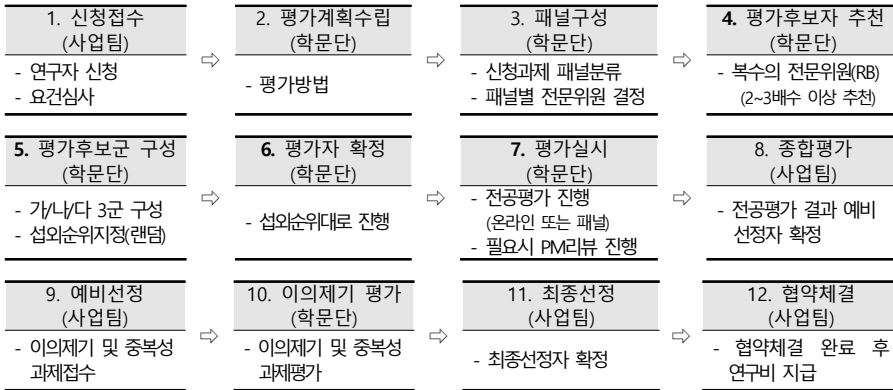 1. 신청접수
(사업팀)
- 연구자 신청
- 요건심사
⇨
2. 평가계획수립
(학문단)
- 평가방법
⇨
3. 패널구성
(학문단)
- 신청과제 패널분류
- 패널별 전문위원 결정
⇨
4. 평가후보자 추천
(학문단)
- 복수의 전문위원(RB)
(2~3배수 이상 추천)
5. 평가후보군 구성
(학문단)
- 가/나/다 3군 구성
- 섭외순위지정(랜덤)
⇨
6. 평가자 확정
(학문단)
- 섭외순위대로 진행
⇨
7. 평가실시
(학문단)
- 전공평가 진행
(온라인 또는 패널)
- 필요시 PM리뷰 진행
⇨
8. 종합평가
(사업팀)
- 전공평가 결과 예비
선정자 확정
9. 예비선정
(사업팀)
- 이의제기 및 중복성
과제접수
⇨
10. 이의제기 평가
(학문단)
- 이의제기 및 중복성
과제평가
⇨
11. 최종선정
(사업팀)
- 최종선정자 확정
⇨
12. 협약체결
(사업팀)
- 협약체결 완료 후
연구비 지급